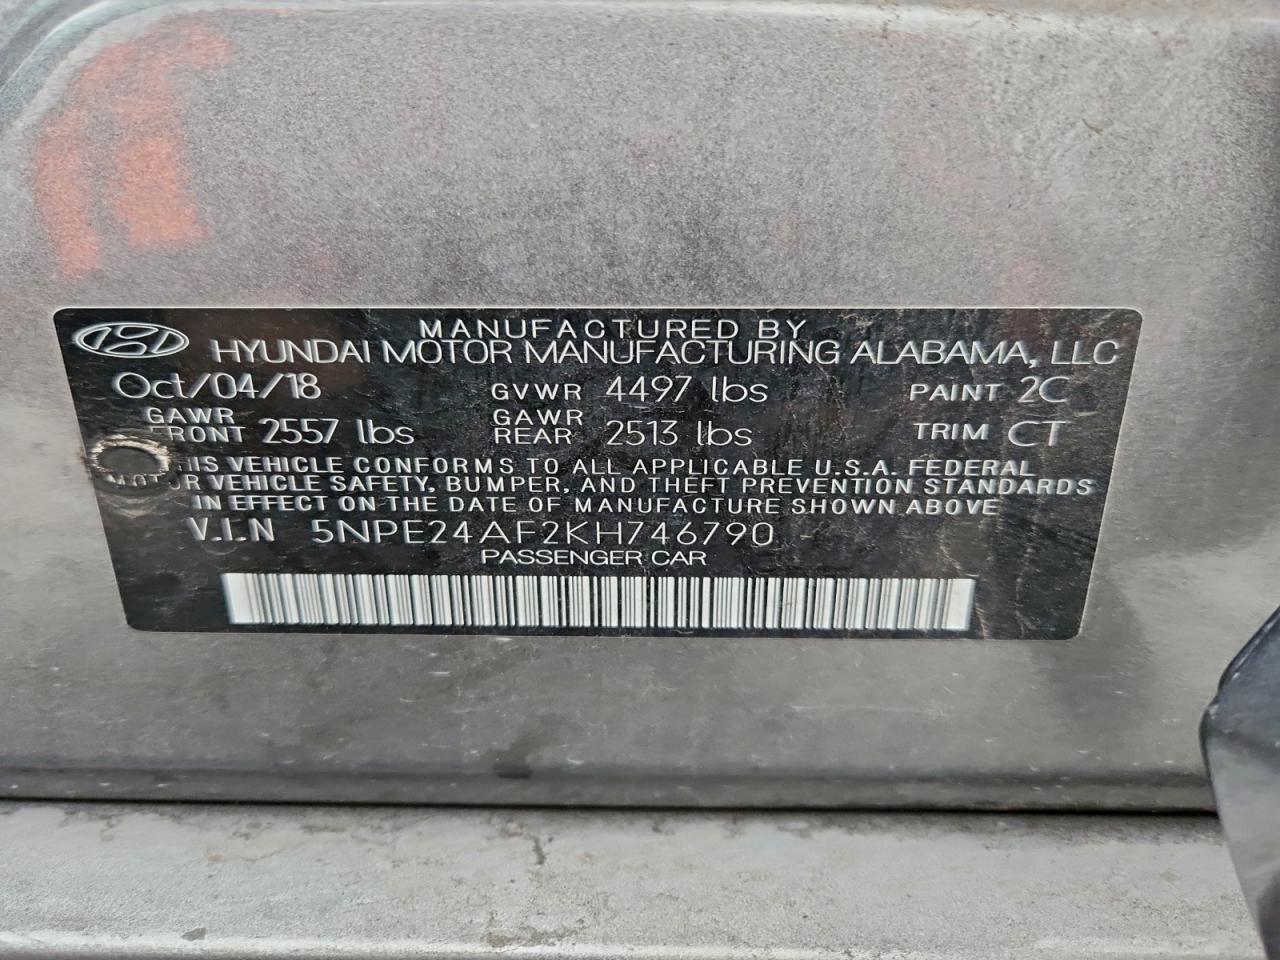 MANUFACTURED BY
HYUNDAI MOTOR MANUFACTURING ALABAMA, LLC
Oct/04/18 GVWR 4497 lbs PAINT 2C
GAWR FRONT 2557 lbs GAWR REAR 2513 lbs TRIM CT
THIS VEHICLE CONFORMS TO ALL APPLICABLE U.S.A. FEDERAL
MOTOR VEHICLE SAFETY, BUMPER, AND THEFT PREVENTION STANDARDS
IN EFFECT ON THE DATE OF MANUFACTURE SHOWN ABOVE
V.I.N 5NPE24AF2KH746790
PASSENGER CAR